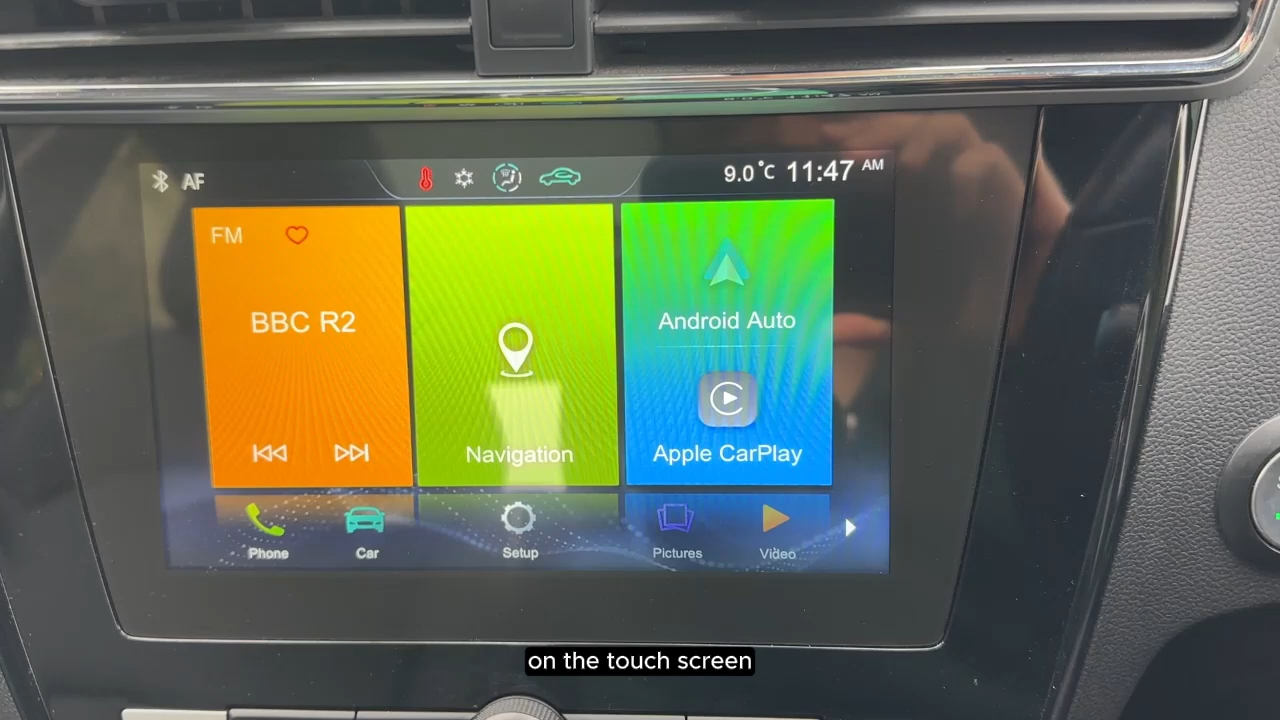 AF
9.0°C 11:47 AM
FM
BBC R2
Navigation
Android Auto
Apple CarPlay
Phone
Car
Setup
Pictures
Video
on the touch screen